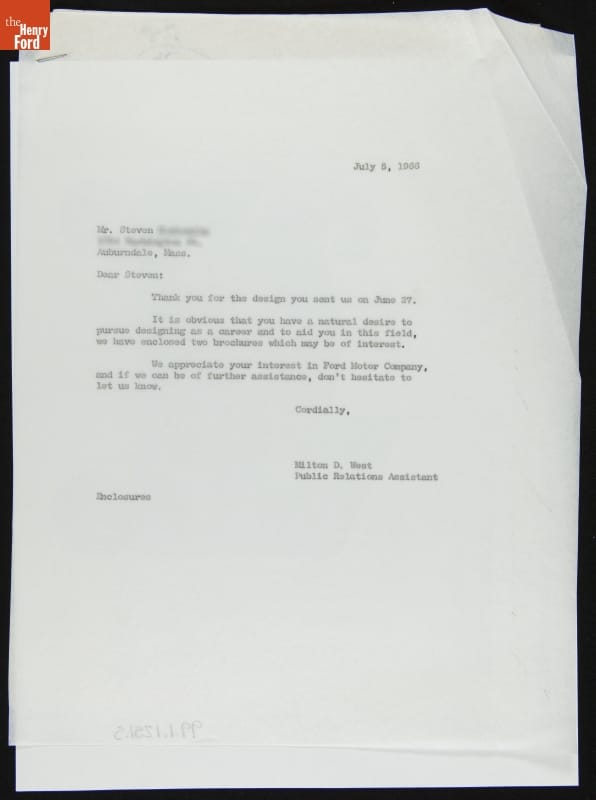 the
Henry
Ford
July 5, 1966
Mr. Steven
Auburndale, Mass.
Dear Steven:
Thank you for the design you sent us on June 27.
It is obvious that you have a natural desire to
pursue designing as a career and to aid you in this field,
we have enclosed two brochures which may be of interest.
We appreciate your interest in Ford Motor Company,
and if we can be of further assistance, don't hesitate to
let us know.
Cordially,
Milton D. West
Public Relations Assistant
Enclosures
99.1.1251.5